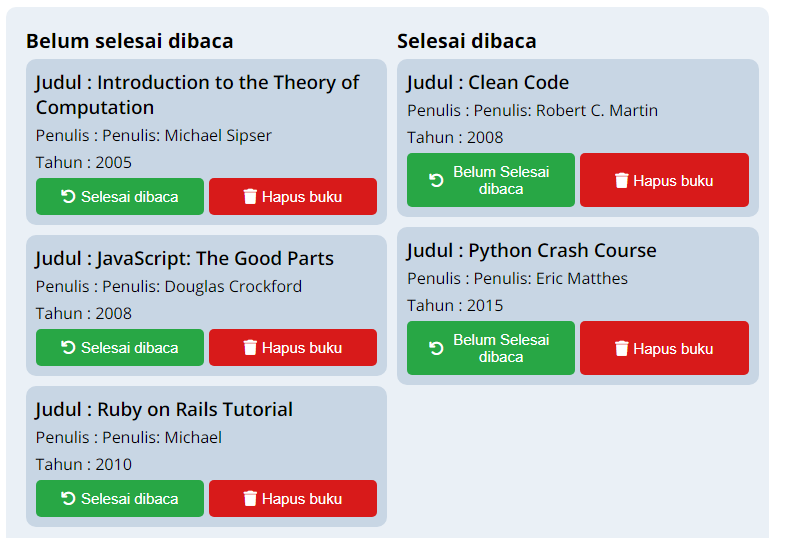 Belum selesai dibaca
Judul : Introduction to the Theory of
Computation
Penulis : Penulis: Michael Sipser
Tahun : 2005
Selesai dibaca
Hapus buku
Judul : JavaScript: The Good Parts
Penulis : Penulis: Douglas Crockford
Tahun : 2008
Selesai dibaca
Hapus buku
Judul : Ruby on Rails Tutorial
Penulis : Penulis: Michael
Tahun : 2010
Selesai dibaca
Hapus buku
Selesai dibaca
Judul : Clean Code
Penulis : Penulis: Robert C. Martin
Tahun : 2008
Belum Selesai
dibaca
Hapus buku
Judul : Python Crash Course
Penulis : Penulis: Eric Matthes
Tahun : 2015
Belum Selesai
dibaca
Hapus buku